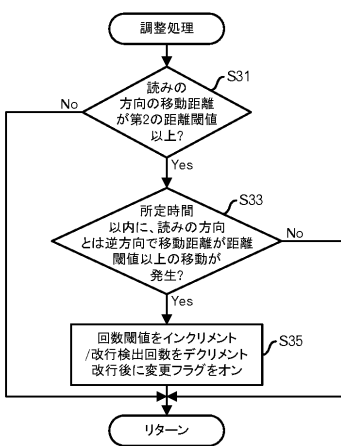 調整処理
S31
読みの
方向の移動距離
が第2の距離閾値
以上?
No
Yes
S33
所定時間
以内に、読みの方向
とは逆方向で移動距離が距離
閾値以上の移動が
発生?
No
Yes
S35
回数閾値をインクリメント
/改行検出回数をデクリメント
改行後に変更フラグをオン
リターン